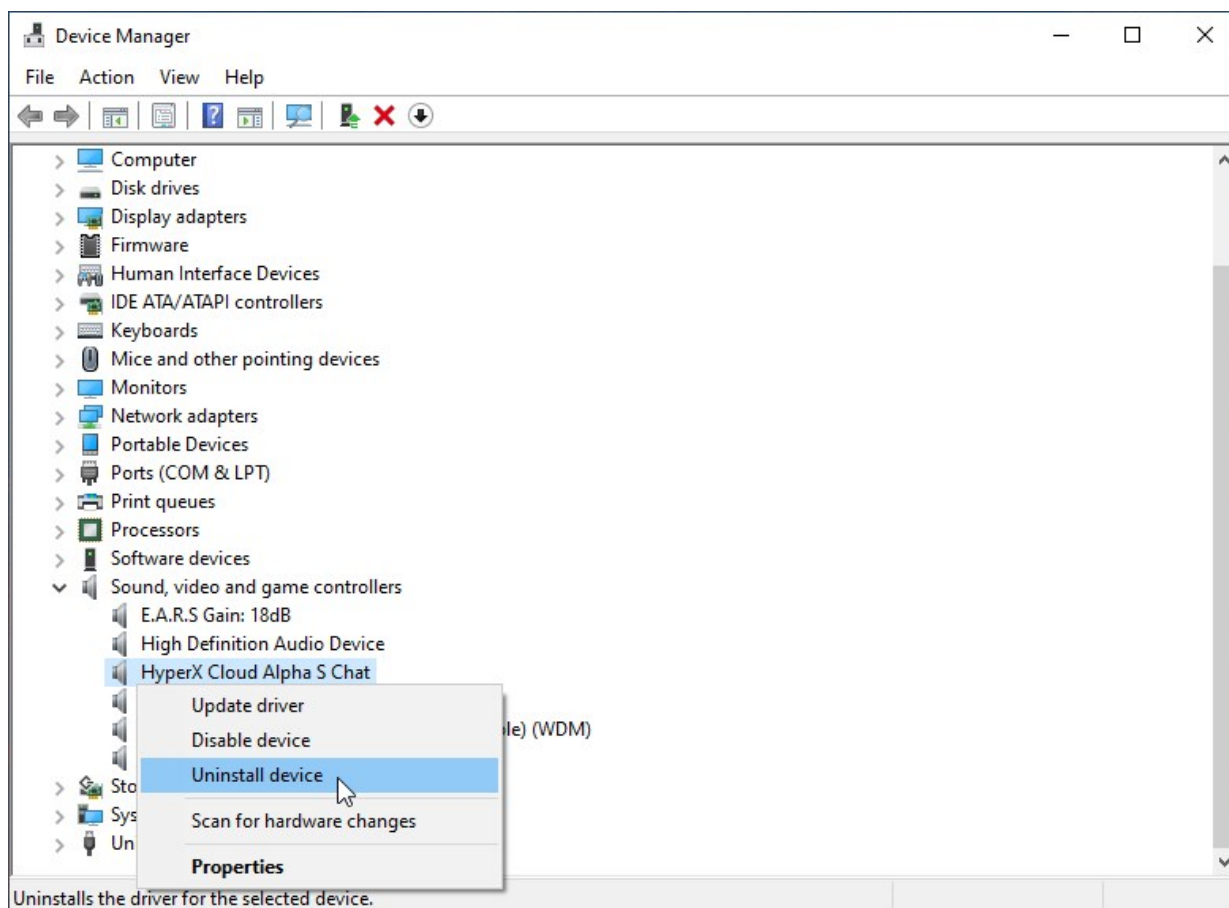 Device Manager
File Action View Help
Computer
Disk drives
Display adapters
Firmware
Human Interface Devices
IDE ATA/ATAPI controllers
Keyboards
Mice and other pointing devices
Monitors
Network adapters
Portable Devices
Ports (COM & LPT)
Print queues
Processors
Software devices
Sound, video and game controllers
E.A.R.S Gain: 18dB
High Definition Audio Device
HyperX Cloud Alpha S Chat
Update driver
le) (WDM)
Disable device
Uninstall device
Sto
Sys
Scan for hardware changes
Un
Properties
Uninstalls the driver for the selected device.